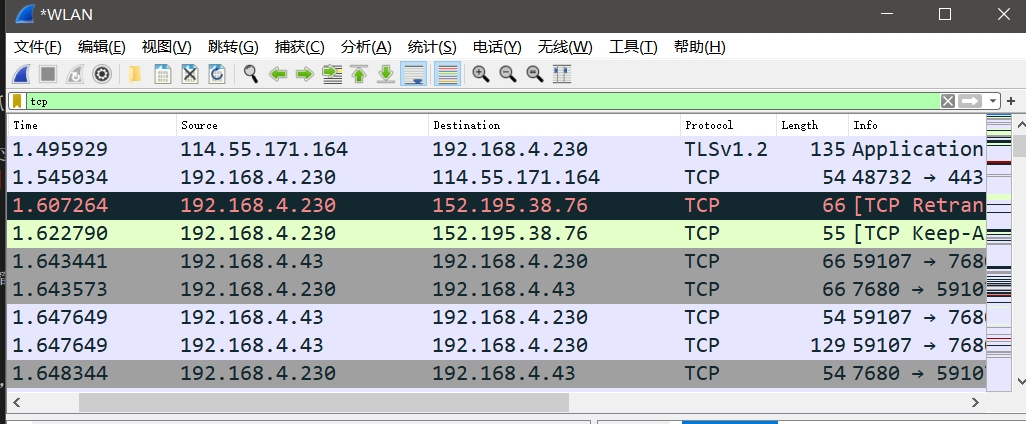 *WLAN
文件(F) 编辑(E) 视图(V) 跳转(G) 捕获(C) 分析(A) 统计(S) 电话(Y) 无线(W) 工具(T) 帮助(H)
tcp
Time Source Destination Protocol Length Info
1.495929 114.55.171.164 192.168.4.230 TLSv1.2 135 Application
1.545034 192.168.4.230 114.55.171.164 TCP 54 48732 → 443
1.607264 192.168.4.230 152.195.38.76 TCP 66 [TCP Retran
1.622790 192.168.4.230 152.195.38.76 TCP 55 [TCP Keep-A
1.643441 192.168.4.43 192.168.4.230 TCP 66 59107 → 7680
1.643573 192.168.4.230 192.168.4.43 TCP 66 7680 → 59107
1.647649 192.168.4.43 192.168.4.230 TCP 54 59107 → 7680
1.647649 192.168.4.43 192.168.4.230 TCP 129 59107 → 7680
1.648344 192.168.4.230 192.168.4.43 TCP 54 7680 → 59107